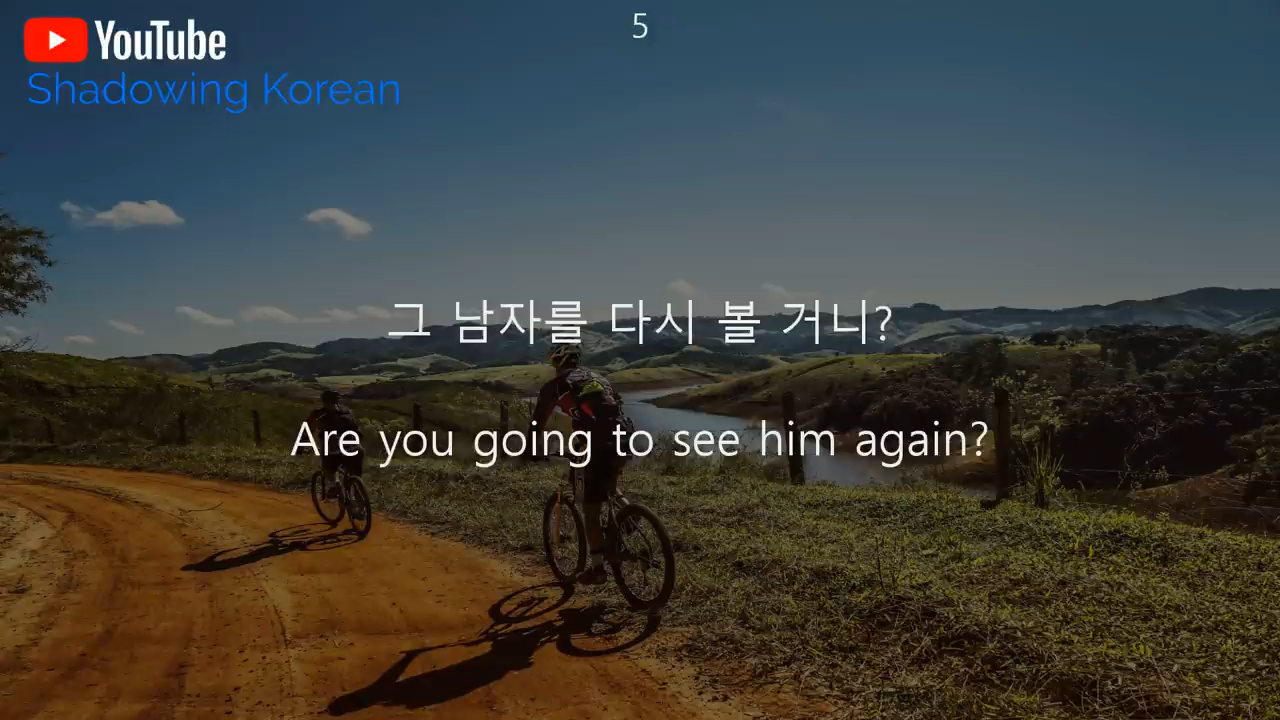 5
YouTube
Shadowing Korean
그 남자를 다시 볼 거니?
Are you going to see him again?